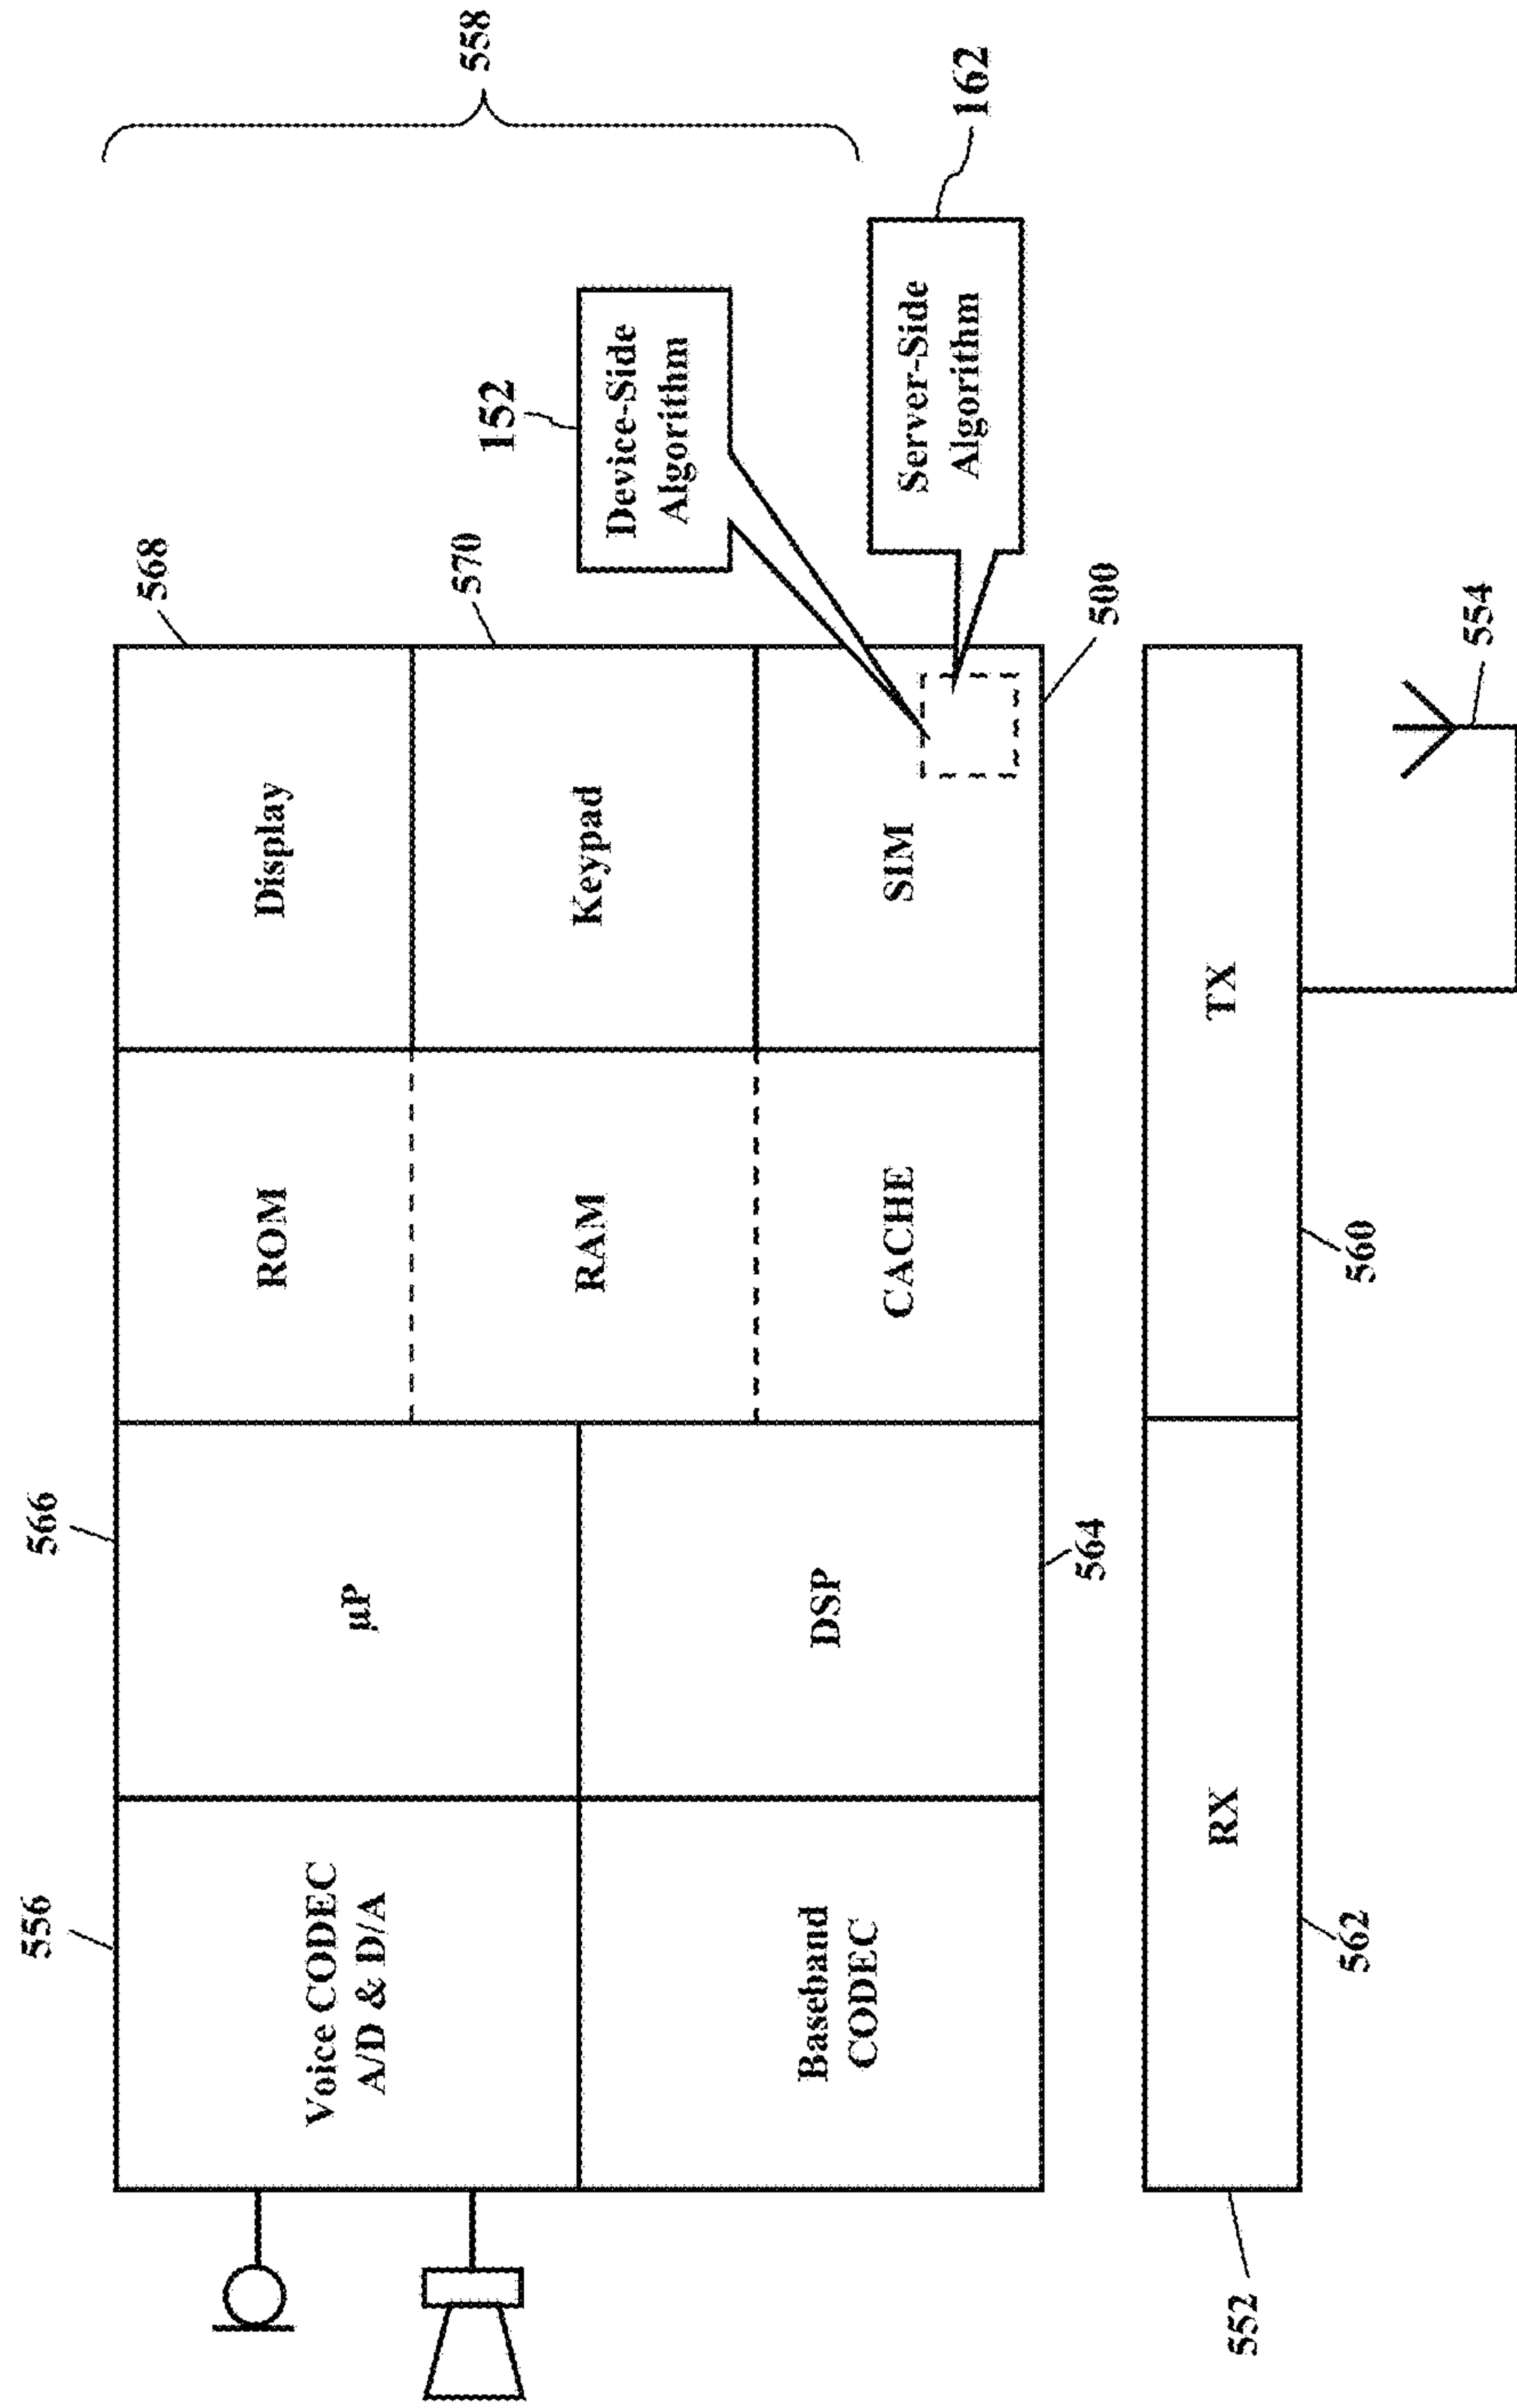 556
566
568
Voice CODEC
A/D & D/A
µP
ROM
Display
570
558
152
RAM
Keypad
Device-Side
Algorithm
Baseband
CODEC
DSP
CACHE
SIM
Server-Side
Algorithm
162
564
500
RX
TX
552
562
560
554